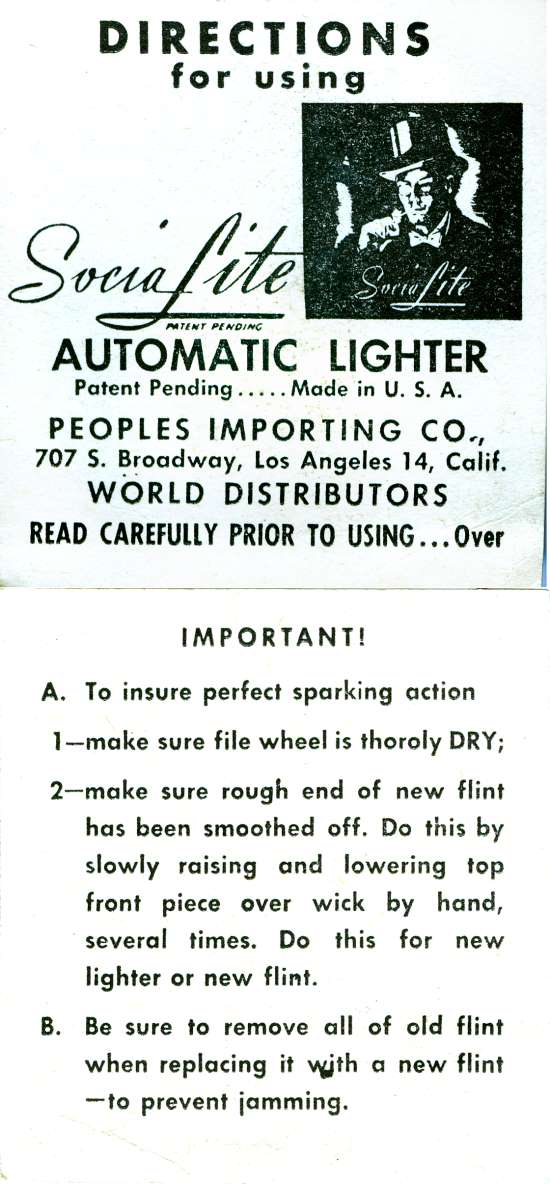 DIRECTIONS
for using
SociaLite
PATENT PENDING
SociaLite
AUTOMATIC LIGHTER
Patent Pending.....Made in U. S. A.
PEOPLES IMPORTING CO.,
707 S. Broadway, Los Angeles 14, Calif.
WORLD DISTRIBUTORS
READ CAREFULLY PRIOR TO USING...Over
IMPORTANT!
A. To insure perfect sparking action
1—make sure file wheel is thoroly DRY;
2—make sure rough end of new flint
has been smoothed off. Do this by
slowly raising and lowering top
front piece over wick by hand,
several times. Do this for new
lighter or new flint.
B. Be sure to remove all of old flint
when replacing it with a new flint
—to prevent jamming.